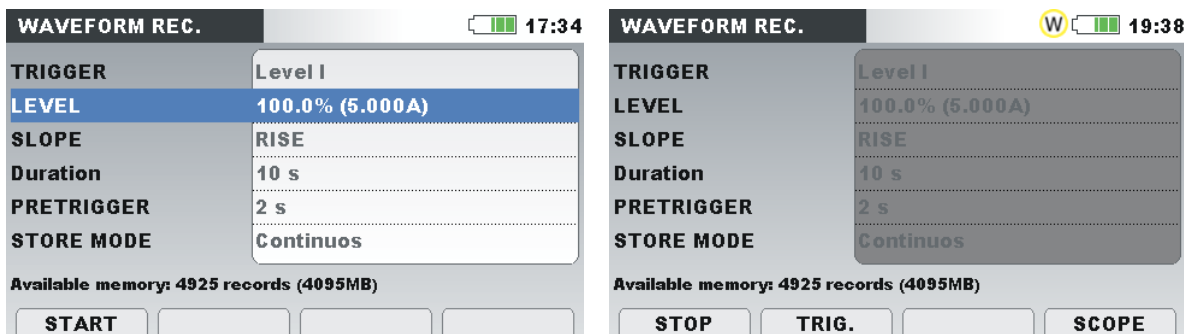 WAVEFORM REC. 17:34
TRIGGER Level I
LEVEL 100.0% (5.000A)
SLOPE RISE
Duration 10 s
PRETRIGGER 2 s
STORE MODE Continuos
Available memory: 4925 records (4095MB)
START
WAVEFORM REC. W 19:38
TRIGGER Level I
LEVEL 100.0% (5.000A)
SLOPE RISE
Duration 10 s
PRETRIGGER 2 s
STORE MODE Continuos
Available memory: 4925 records (4095MB)
STOP TRIG. SCOPE